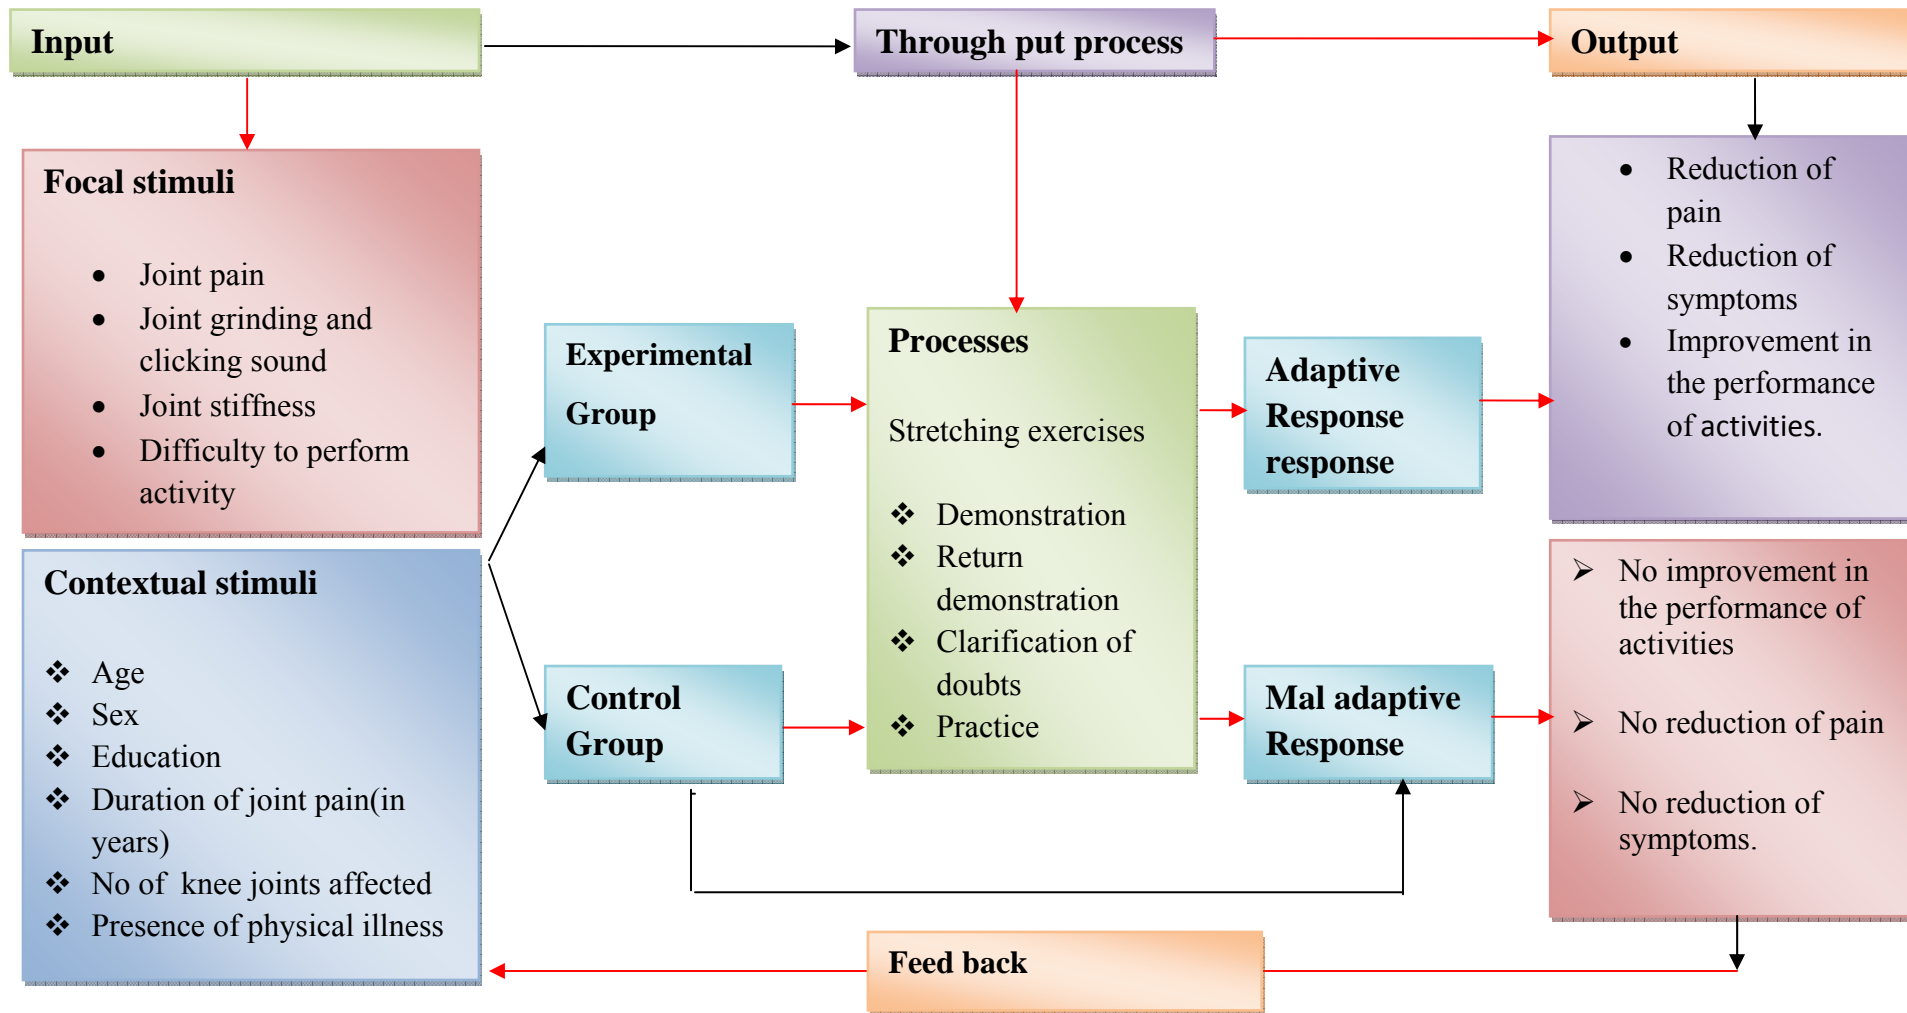 Input
Through put process
Output
Focal stimuli
• Joint pain
• Joint grinding and
clicking sound
• Joint stiffness
• Difficulty to perform
activity
Contextual stimuli
❖ Age
❖ Sex
❖ Education
❖ Duration of joint pain(in
years)
❖ No of knee joints affected
❖ Presence of physical illness
Experimental
Group
Control
Group
Processes
Stretching exercises
❖ Demonstration
❖ Return
demonstration
❖ Clarification of
doubts
❖ Practice
Adaptive
Response
response
Mal adaptive
Response
• Reduction of
pain
• Reduction of
symptoms
• Improvement in
the performance
of activities.
➢ No improvement in
the performance of
activities
➢ No reduction of pain
➢ No reduction of
symptoms.
Feed back